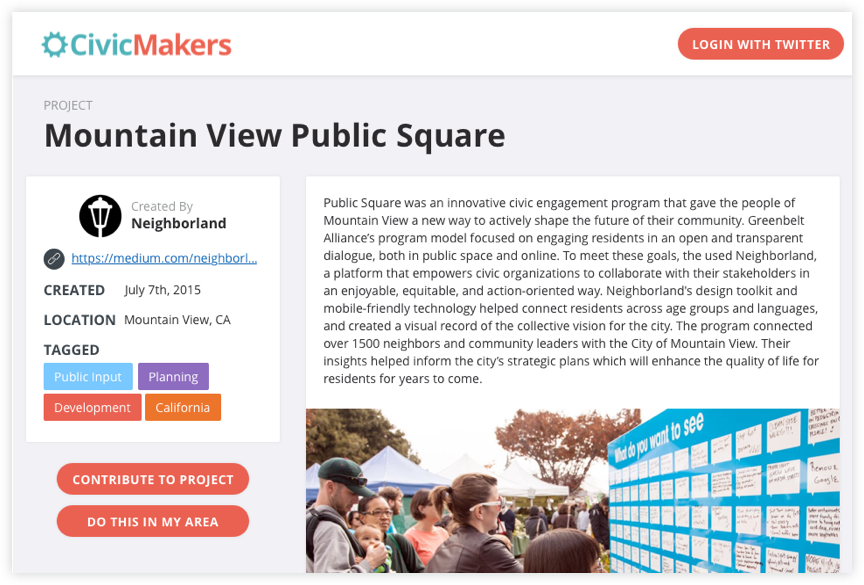 CivicMakers
LOGIN WITH TWITTER
PROJECT
Mountain View Public Square
Created By
Neighborland
https://medium.com/neighborl...
CREATED July 7th, 2015
LOCATION Mountain View, CA
TAGGED
Public Input Planning
Development California
CONTRIBUTE TO PROJECT
DO THIS IN MY AREA
Public Square was an innovative civic engagement program that gave the people of
Mountain View a new way to actively shape the future of their community. Greenbelt
Alliance's program model focused on engaging residents in an open and transparent
dialogue, both in public space and online. To meet these goals, the used Neighborland,
a platform that empowers civic organizations to collaborate with their stakeholders in
an enjoyable, equitable, and action-oriented way. Neighborland's design toolkit and
mobile-friendly technology helped connect residents across age groups and languages,
and created a visual record of the collective vision for the city. The program connected
over 1500 neighbors and community leaders with the City of Mountain View. Their
insights helped inform the city's strategic plans which will enhance the quality of life for
residents for years to come.
What do you want to see
Remove
Google